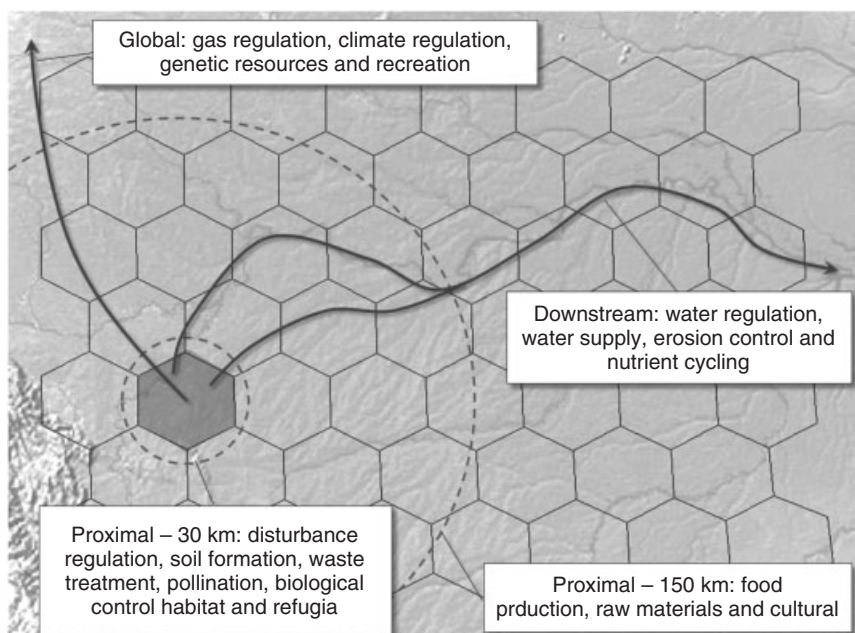 Global: gas regulation, climate regulation,
genetic resources and recreation
Downstream: water regulation,
water supply, erosion control and
nutrient cycling
Proximal – 30 km: disturbance
regulation, soil formation, waste
treatment, pollination, biological
control habitat and refugia
Proximal – 150 km: food
prduction, raw materials and cultural